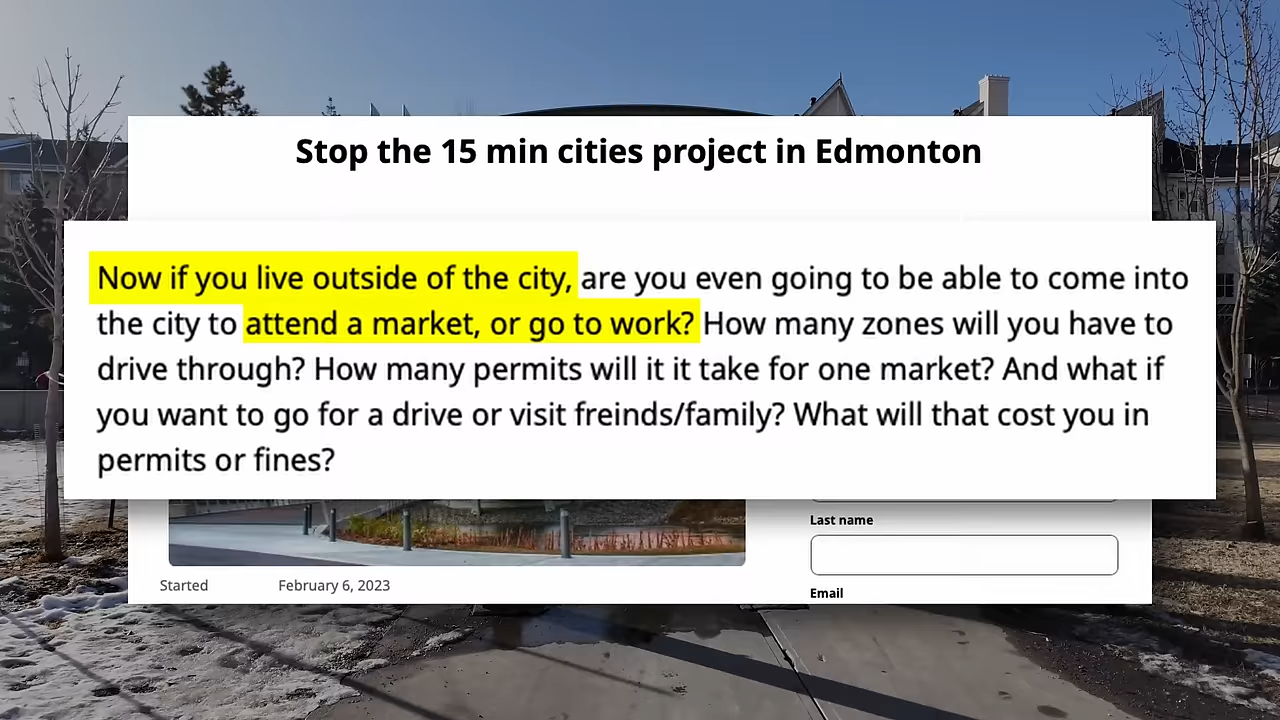 Stop the 15 min cities project in Edmonton
Now if you live outside of the city, are you even going to be able to come into
the city to attend a market, or go to work? How many zones will you have to
drive through? How many permits will it it take for one market? And what if
you want to go for a drive or visit freinds/family? What will that cost you in
permits or fines?
Last name
Started February 6, 2023
Email